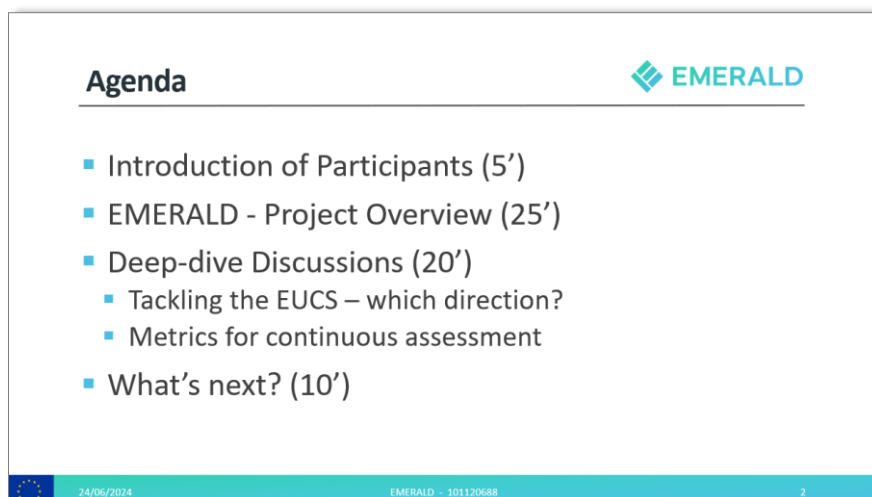 Agenda
EMERALD
Introduction of Participants (5’)
EMERALD - Project Overview (25’)
Deep-dive Discussions (20’)
Tackling the EUCS – which direction?
Metrics for continuous assessment
What’s next? (10’)
24/06/2024
EMERALD - 101120688
2